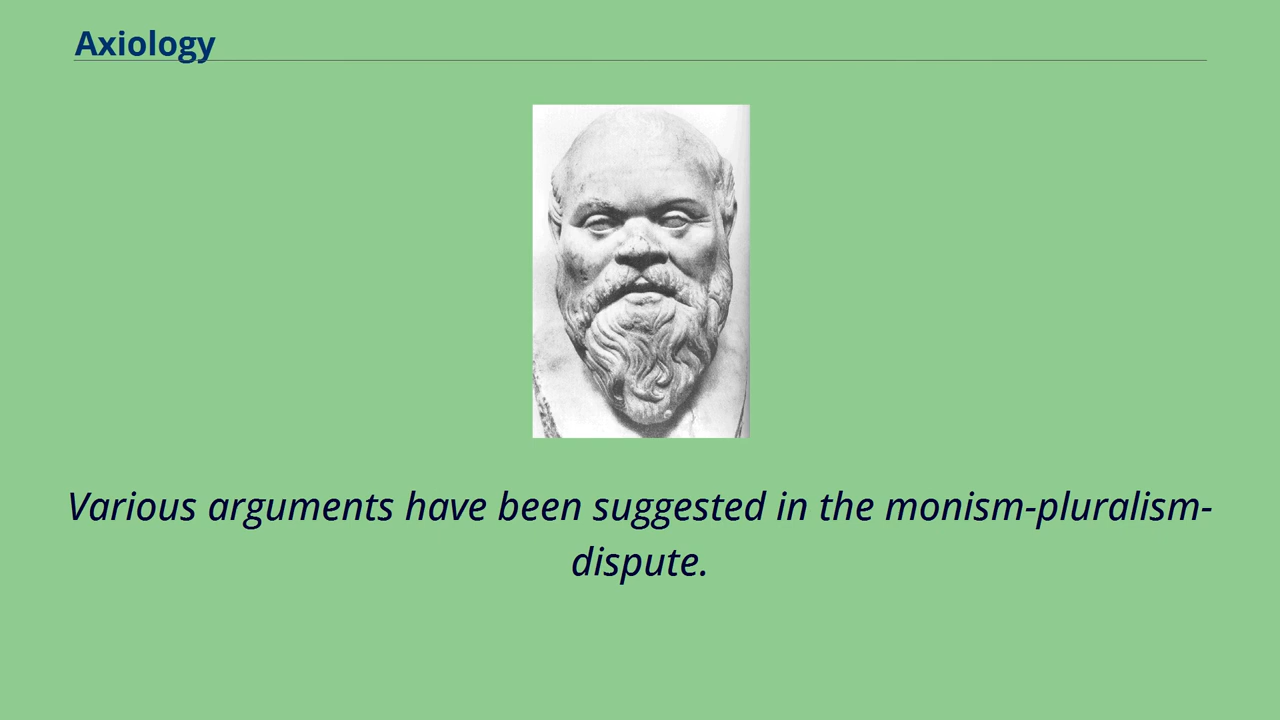 Axiology
Various arguments have been suggested in the monism-pluralism-
dispute.